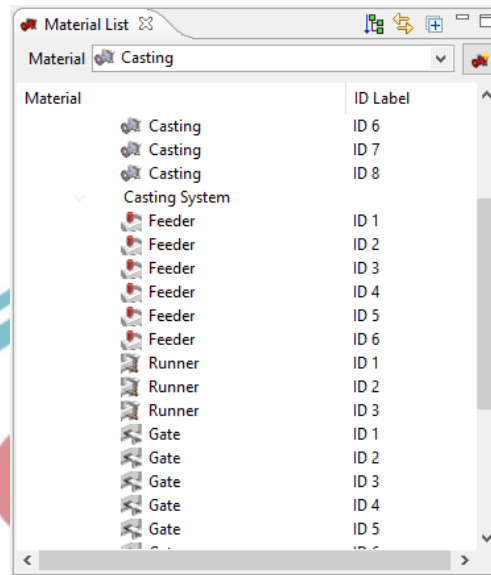 Material List
Material Casting
Material ID Label
Casting ID 6
Casting ID 7
Casting ID 8
Casting System
Feeder ID 1
Feeder ID 2
Feeder ID 3
Feeder ID 4
Feeder ID 5
Feeder ID 6
Runner ID 1
Runner ID 2
Runner ID 3
Gate ID 1
Gate ID 2
Gate ID 3
Gate ID 4
Gate ID 5